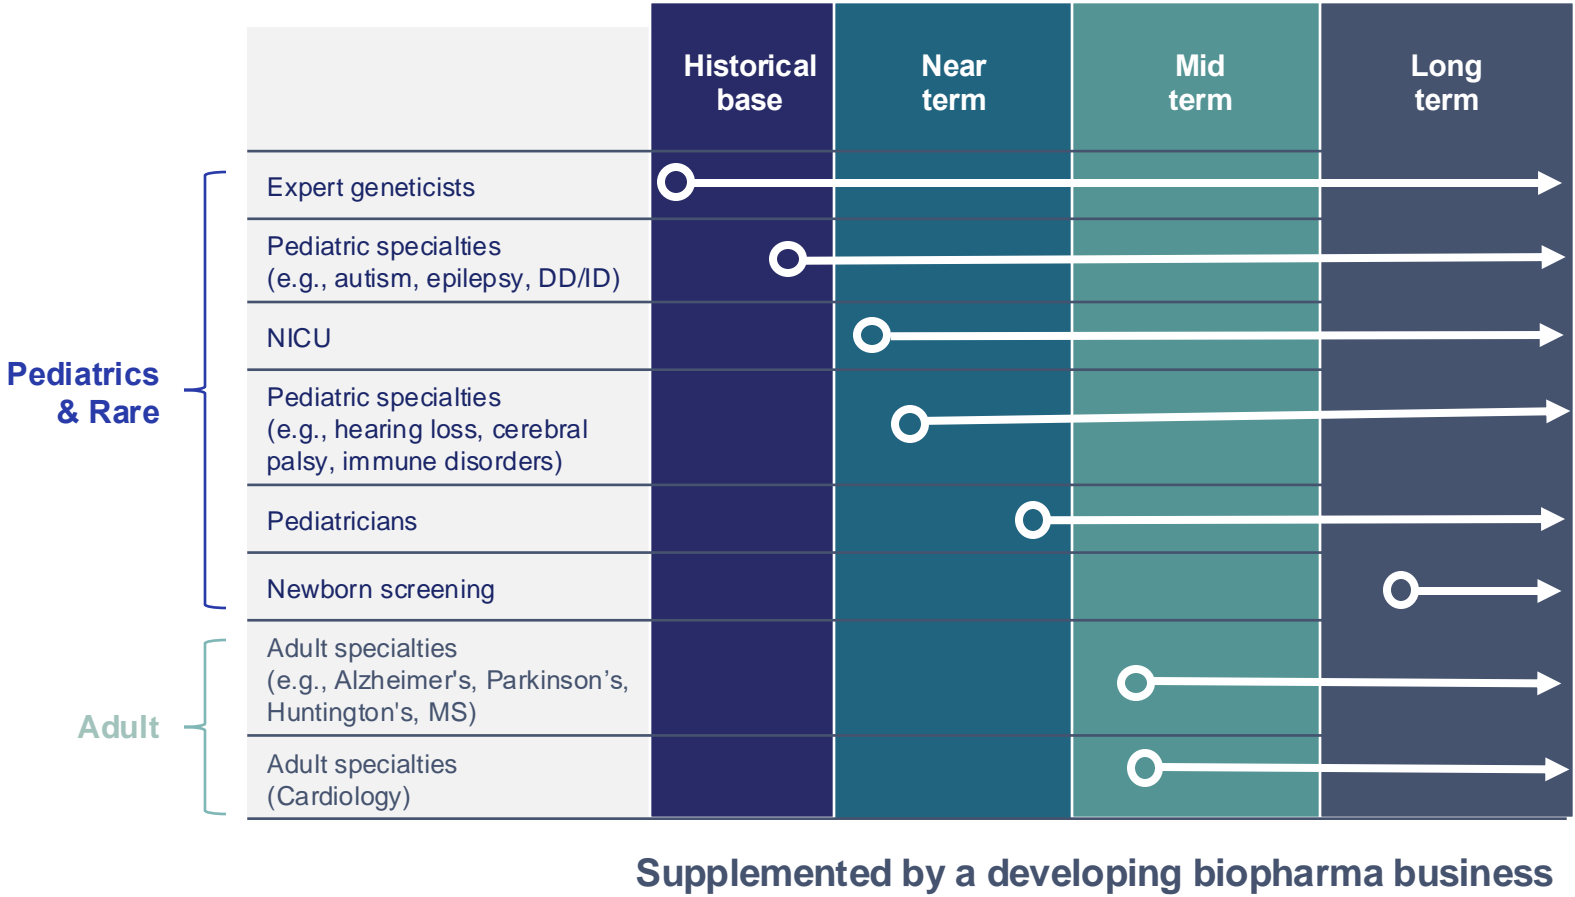 Historical
base
Near
term
Mid
term
Long
term
Pediatrics
& Rare
Expert geneticists
Pediatric specialties
(e.g., autism, epilepsy, DD/ID)
NICU
Pediatric specialties
(e.g., hearing loss, cerebral
palsy, immune disorders)
Pediatricians
Newborn screening
Adult
Adult specialties
(e.g., Alzheimer's, Parkinson’s,
Huntington's, MS)
Adult specialties
(Cardiology)
Supplemented by a developing biopharma business